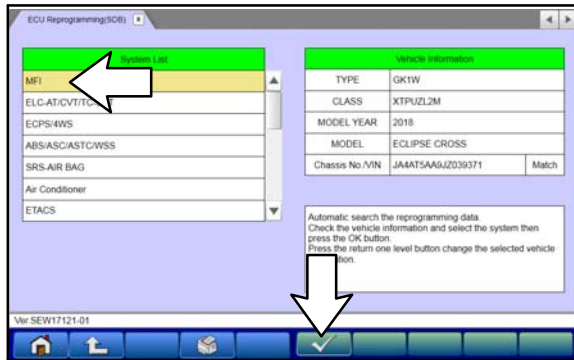 ECU Reprogramming(SOB) x
System List
MFI
ELC-AT/CVT/TC-
ECPS/4WS
ABS/ASC/ASTC/WSS
SRS-AIR BAG
Air Conditioner
ETACS
Vehicle Information
TYPE GK1W
CLASS XTPUZL2M
MODEL YEAR 2018
MODEL ECLIPSE CROSS
Chassis No./VIN JA4AT5AA9JZ039371 Match
Automatic search the reprogramming data.
Check the vehicle information and select the system then
press the OK button.
Press the return one level button change the selected vehicle
Ver.SEW17121-01